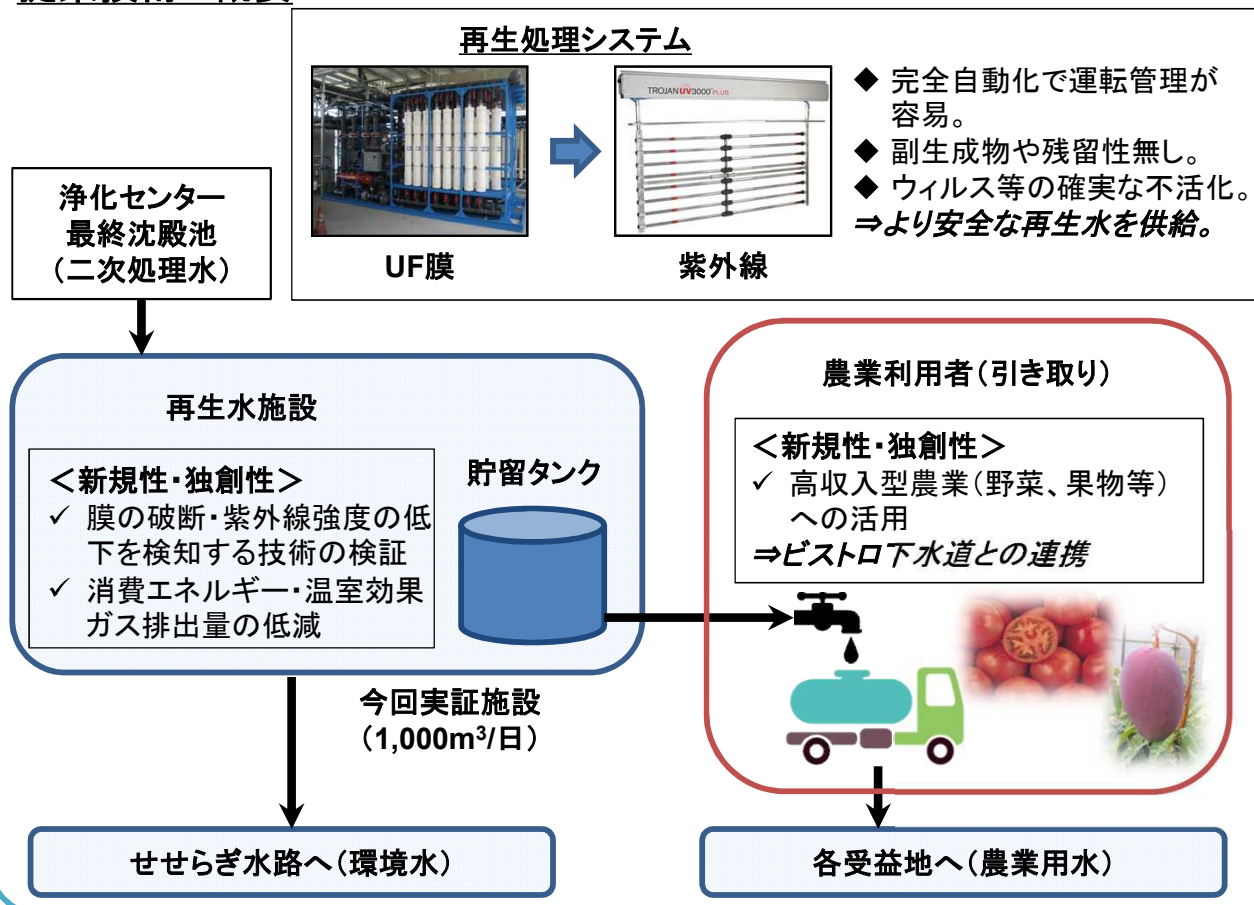 再生処理システム
TROJANUV3000PLUS
UF膜
紫外線
◆ 完全自動化で運転管理が
容易。
◆ 副生成物や残留性無し。
◆ ウィルス等の確実な不活化。
⇒より安全な再生水を供給。
浄化センター
最終沈殿池
（二次処理水）
再生水施設
＜新規性・独創性＞
✓ 膜の破断・紫外線強度の低
下を検知する技術の検証
✓ 消費エネルギー・温室効果
ガス排出量の低減
貯留タンク
今回実証施設
（1,000m³/日）
農業利用者（引き取り）
＜新規性・独創性＞
✓ 高収入型農業（野菜、果物等）
への活用
⇒ビストロ下水道との連携
せせらぎ水路へ（環境水）
各受益地へ（農業用水）